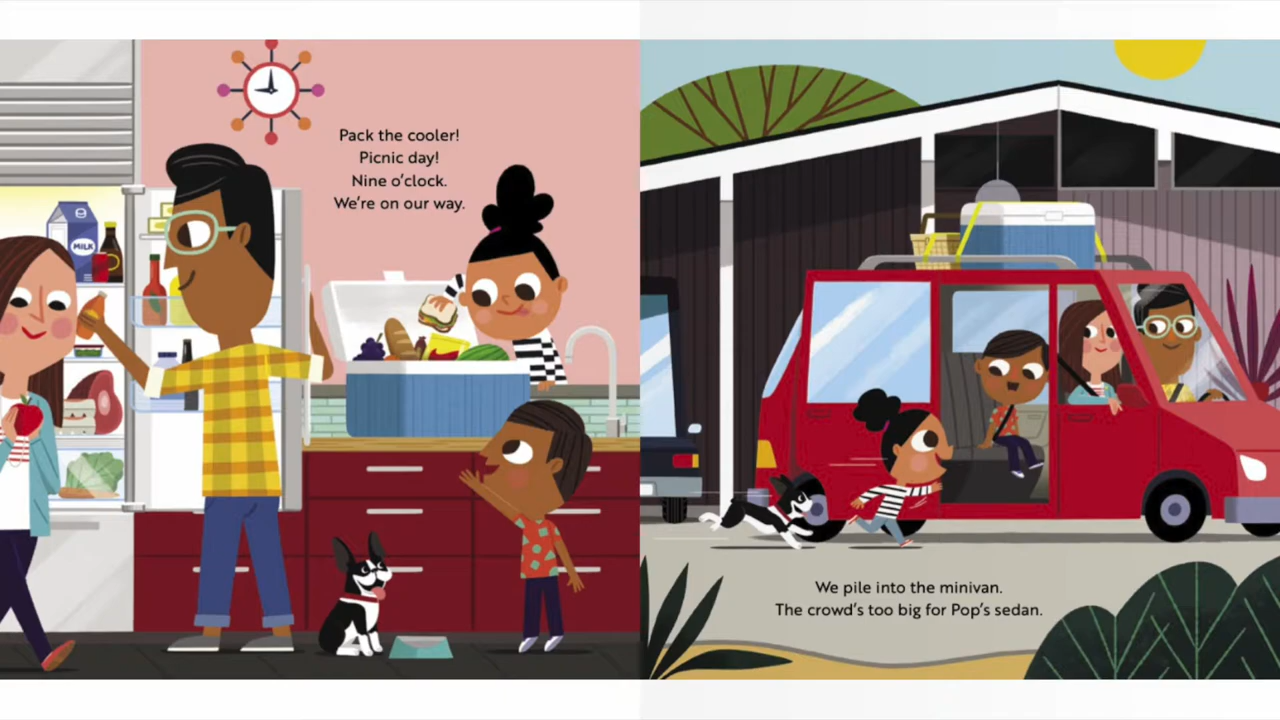 Pack the cooler!
Picnic day!
Nine o'clock.
We're on our way.
MILK
We pile into the minivan.
The crowd's too big for Pop's sedan.